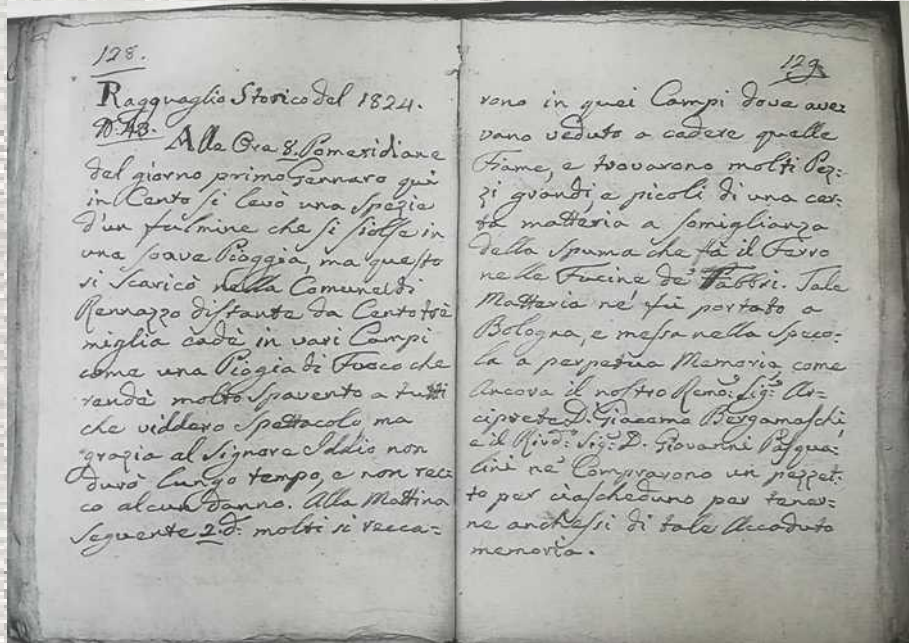 128.
Ragguaglio Storico del 1824.
N. 43.
Alla Ora 8. Pomeridiane
del giorno primo Gennaro qui
in Cento si levò una spezie
d'un fulmine che si sciolse in
una soave Pioggia, ma questo
si scaricò nella Comune di
Rennazzo distante da Cento trè
miglia càdè in vari Campi
come una Piogia di Fuoco che
rendè molto Spavento a tutti
che viddero Spettacolo, ma
grazia al Signore Iddio, non
durò lungo tempo, e non rec:
co alcun danno. Alla Mattina
Seguente 2. d:º molti si recca=
129.
rono in quei Campi dove ave:
vano veduto a cadere quelle
Fiame, e trovarono molti Pez:
zi grandi, e picoli di una cer:
ta matteria a somiglianza
della Spuma che fà il Ferro
nelle Fucine de' Fabbri. Tale
Matteria ne' fù portato a
Bologna, e messa nella Speco:
la a perpetua Memoria, come
Ancora il nostro Remo: Sig: Ar:
ciprete D. Giacomo Bergamaschi
e il Rivd: Sig: D. Giovanni Pasqua:
lini ne' Comprarono un pezzet:
to per ciascheduno per tener:
ne anch'essi di tale Accaduto
memoria.